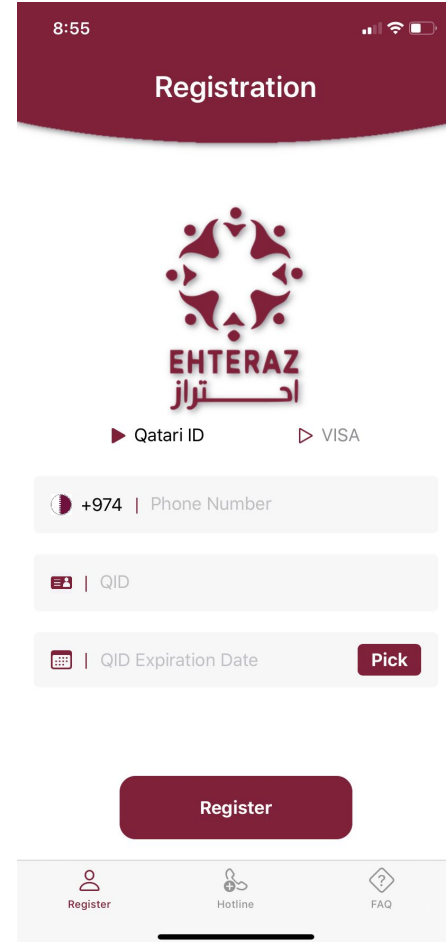 8:55
Registration
EHTERAZ
احتراز
Qatari ID VISA
+974 | Phone Number
| QID
| QID Expiration Date Pick
Register
Register Hotline FAQ